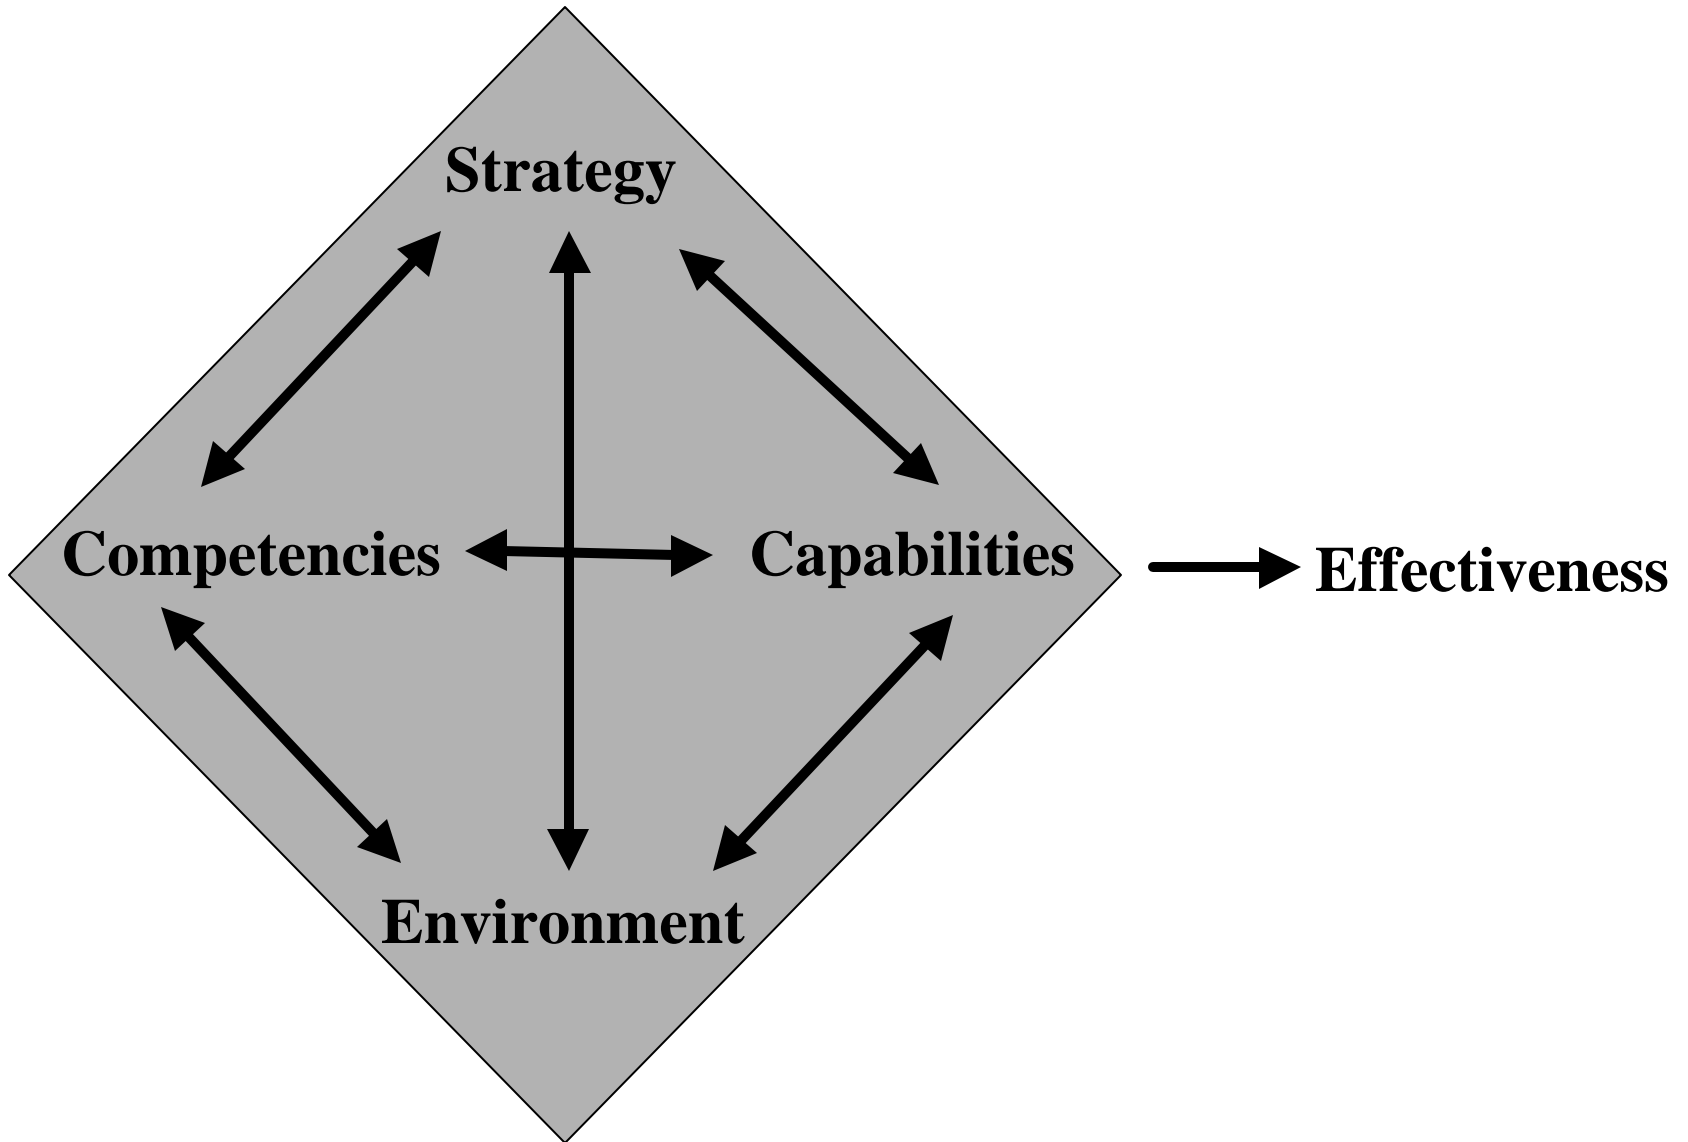 Strategy
Competencies
Capabilities
Effectiveness
Environment